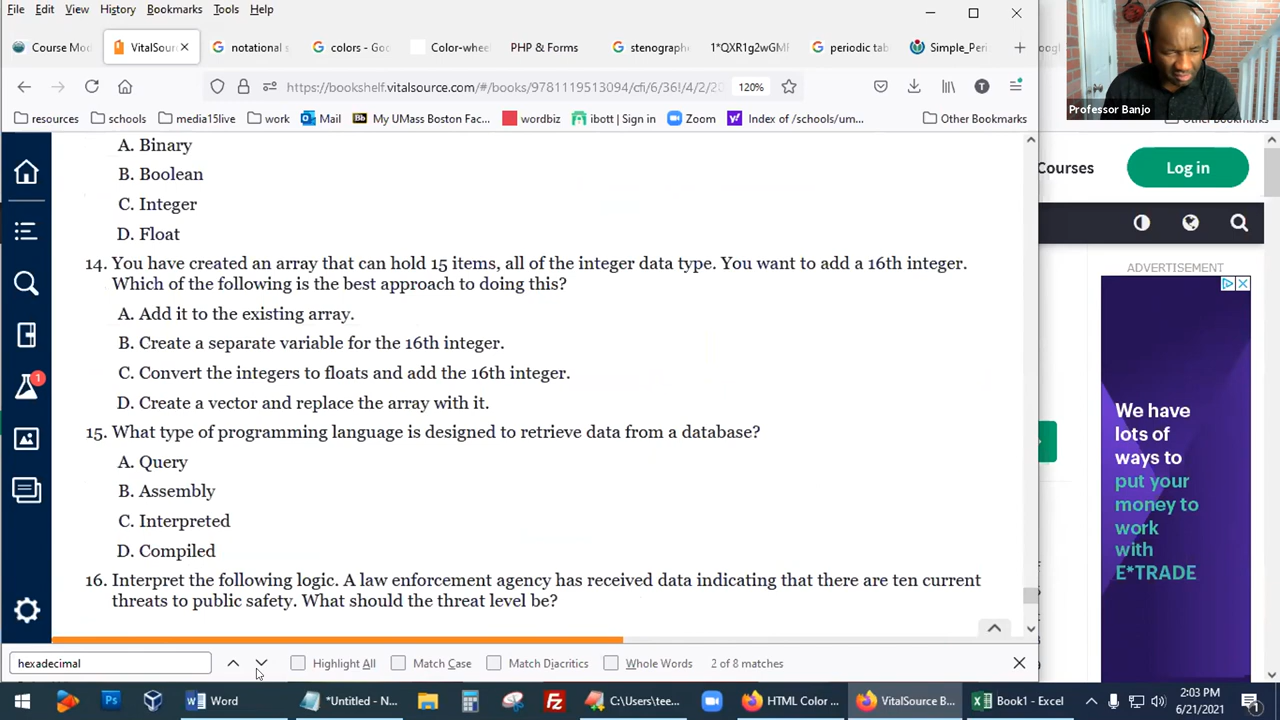 File Edit View History Bookmarks Tools Help
Course Mod
VitalSource
notational s
colors - Goo
Color-whee
PHP & Forms
stenograph
1*QXR1g2wGMl
periodic tab
Simple_Per
https://bookshelf.vitalsource.com/#/books/9781119513094/cfi/6/36!/4/2/20
120%
T
resources
schools
media15live
work
Mail
My UMass Boston Fac...
wordbiz
ibott | Sign in
Zoom
Index of /schools/um...
Other Bookmarks
Professor Banjo
Other Bookmarks
Courses
Log in
A. Binary
B. Boolean
C. Integer
D. Float
14. You have created an array that can hold 15 items, all of the integer data type. You want to add a 16th integer.
Which of the following is the best approach to doing this?
A. Add it to the existing array.
B. Create a separate variable for the 16th integer.
C. Convert the integers to floats and add the 16th integer.
D. Create a vector and replace the array with it.
15. What type of programming language is designed to retrieve data from a database?
A. Query
B. Assembly
C. Interpreted
D. Compiled
16. Interpret the following logic. A law enforcement agency has received data indicating that there are ten current
threats to public safety. What should the threat level be?
1
ADVERTISEMENT
We have
lots of
ways to
put your
money to
work
with
E*TRADE
hexadecimal
Highlight All
Match Case
Match Diacritics
Whole Words
2 of 8 matches
Word
*Untitled - N...
C:\Users\tee...
HTML Color ...
VitalSource B...
Book1 - Excel
2:03 PM
6/21/2021
1